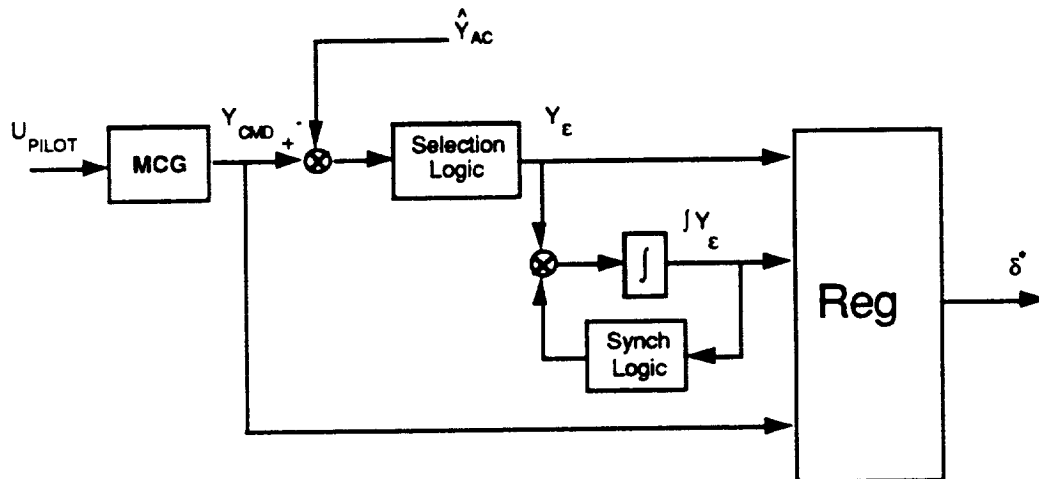 Ŷ_AC
U_PILOT
MCG
Y_CMD
-
+
Selection
Logic
Y_ε
∫
∫Y_ε
Synch
Logic
Reg
δ*